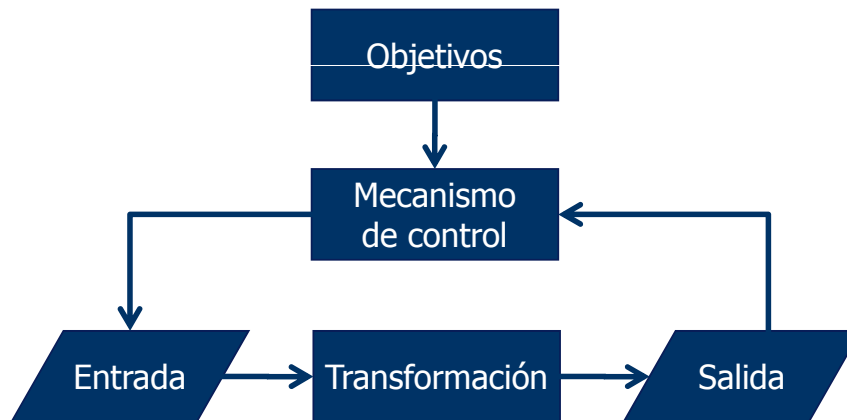 Objetivos
Mecanismo
de control
Entrada
Transformación
Salida